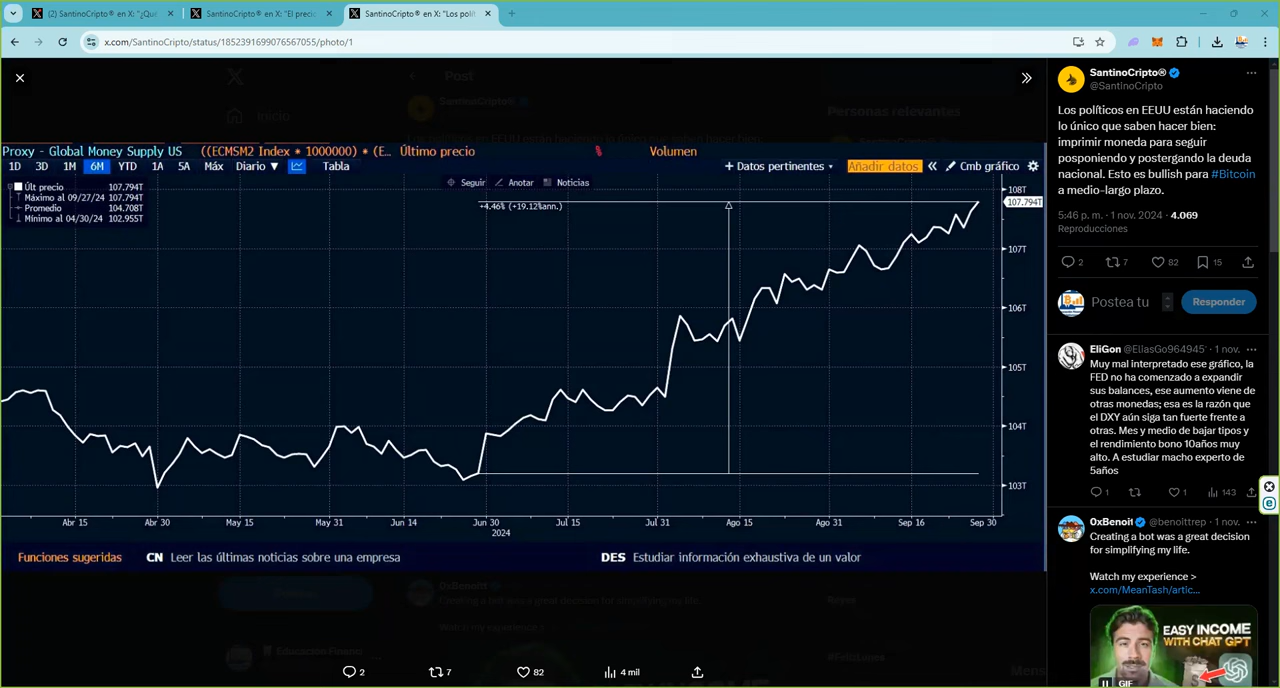 (2) SantinoCripto® en X: "¿Qué
SantinoCripto® en X: "El precio
SantinoCripto® en X: "Los polít
x.com/SantinoCripto/status/1852391699076567055/photo/1
Post
Inicio
Personas relevantes
Proxy - Global Money Supply US ((ECMSM2 Index * 1000000) * (E... Último precio Volumen
1D 3D 1M 6M YTD 1A 5A Máx Diario ▼ Tabla + Datos pertinentes Añadir datos « Cmb gráfico
Seguir Anotar Noticias
Últ precio 107.794T
Máximo al 09/27/24 107.794T
Promedio 104.708T
Mínimo al 04/30/24 102.955T
+4.46% (+19.12%ann.)
108T
107.794T
107T
106T
105T
104T
103T
Abr 15 Abr 30 May 15 May 31 Jun 14 Jun 30 Jul 15 Jul 31 Ago 15 Ago 31 Sep 16 Sep 30
2024
Funciones sugeridas CN Leer las últimas noticias sobre una empresa DES Estudiar información exhaustiva de un valor
2 7 82 4 mil
SantinoCripto®
@SantinoCripto
Los políticos en EEUU están haciendo
lo único que saben hacer bien:
imprimir moneda para seguir
posponiendo y postergando la deuda
nacional. Esto es bullish para #Bitcoin
a medio-largo plazo.
5:46 p. m. · 1 nov. 2024 · 4.069
Reproducciones
2 7 82 15
Postea tu
Responder
EliGon @EliasGo964945 · 1 nov.
Muy mal interpretado ese gráfico, la
FED no ha comenzado a expandir
sus balances, ese aumento viene de
otras monedas; esa es la razón que
el DXY aún siga tan fuerte frente a
otras. Mes y medio de bajar tipos y
el rendimiento bono 10años muy
alto. A estudiar macho experto de
5años
1 1 143
0xBenoit @benoittrep · 1 nov.
Creating a bot was a great decision
for simplifying my life.
Watch my experience >
x.com/MeanTash/artic...
EASY INCOME
WITH CHAT GPT
GIF